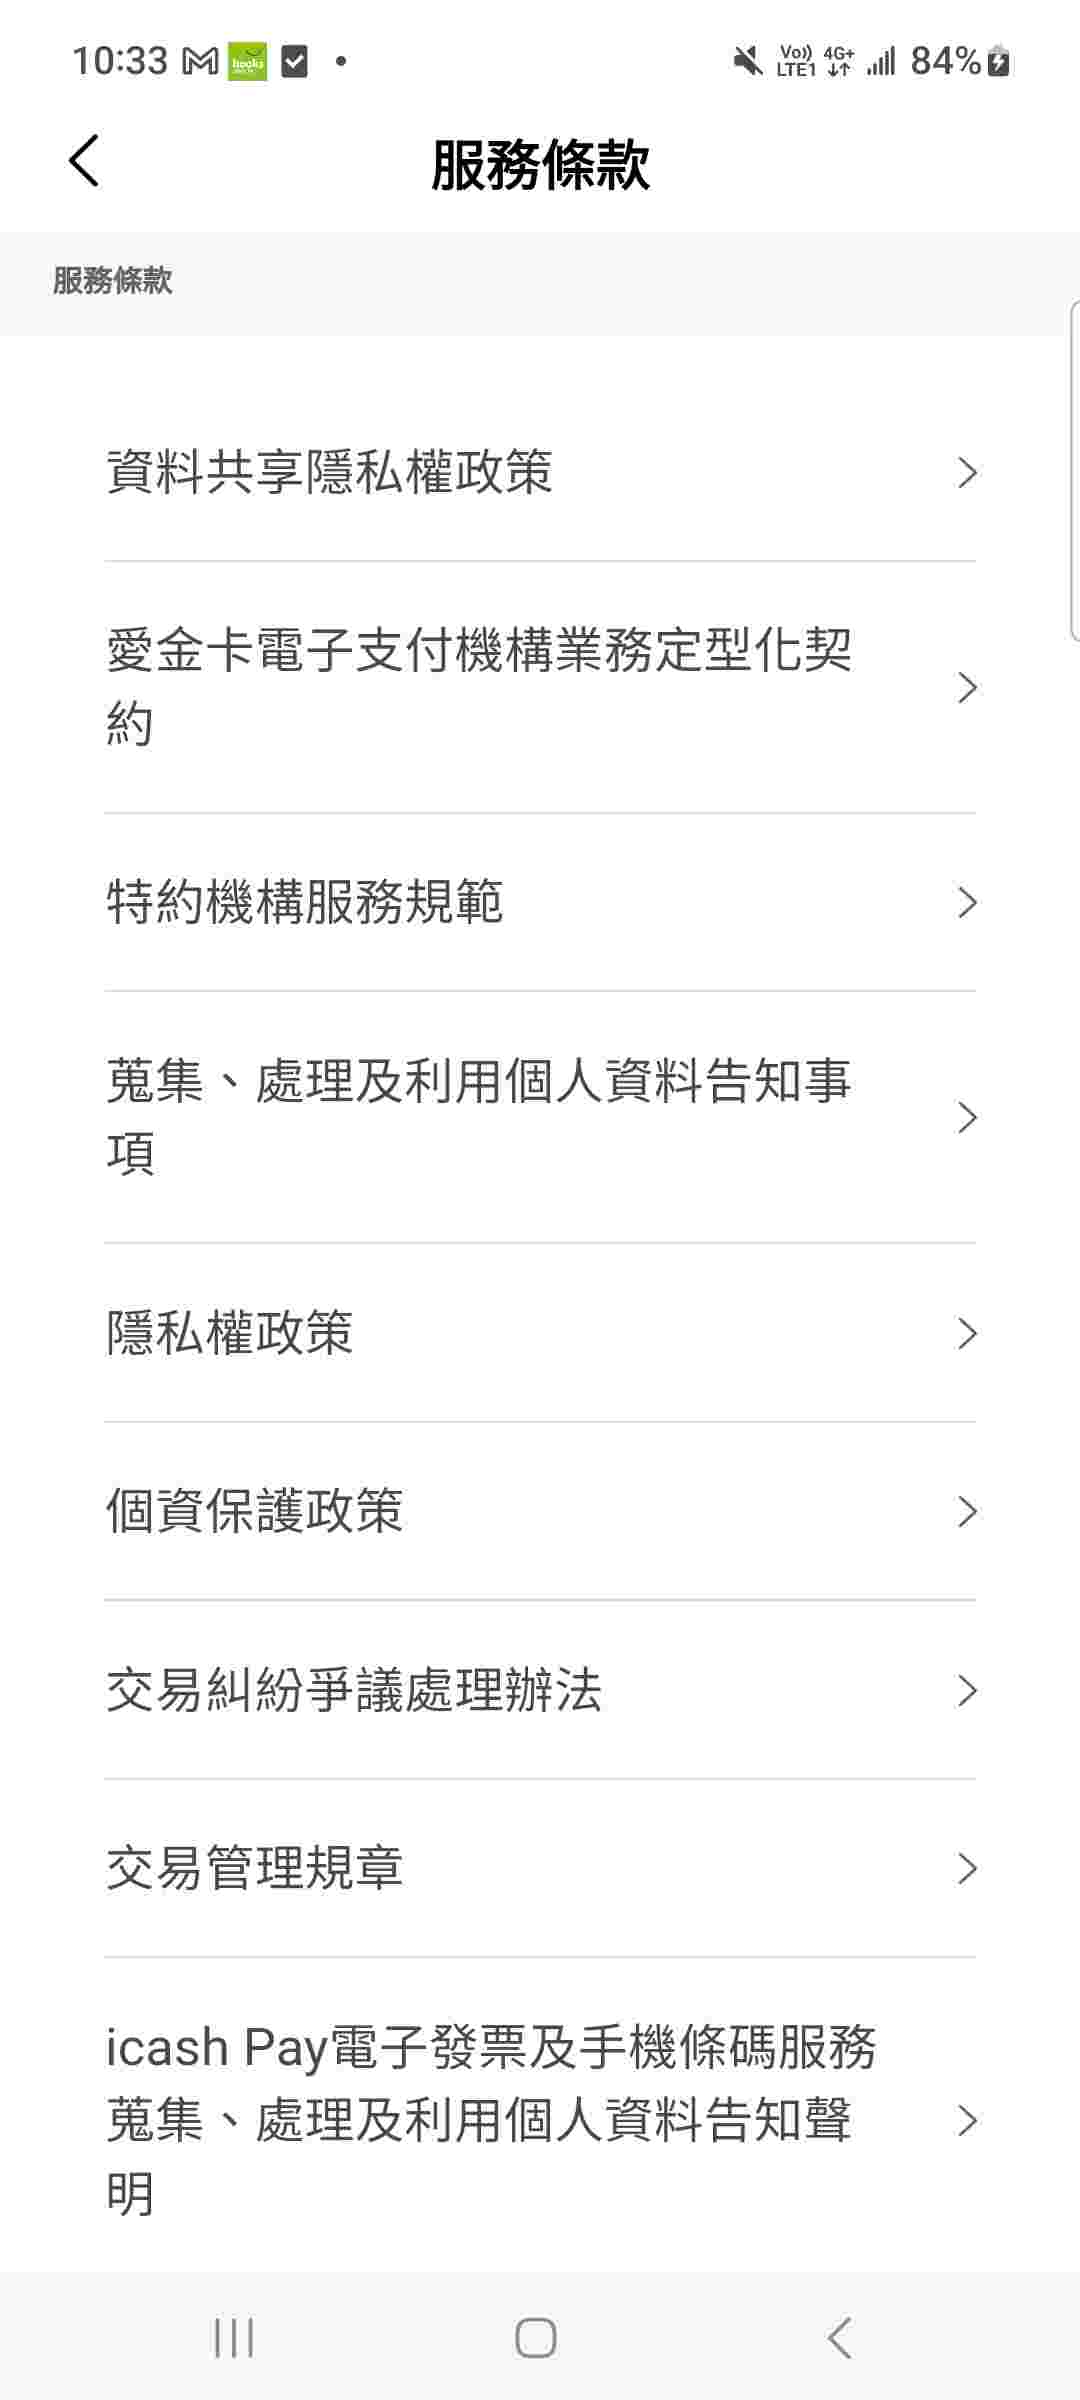 10:33
books
Vo))
LTE1
4G+
84%
服務條款
服務條款
資料共享隱私權政策
愛金卡電子支付機構業務定型化契
約
特約機構服務規範
蒐集、處理及利用個人資料告知事
項
隱私權政策
個資保護政策
交易糾紛爭議處理辦法
交易管理規章
icash Pay電子發票及手機條碼服務
蒐集、處理及利用個人資料告知聲
明